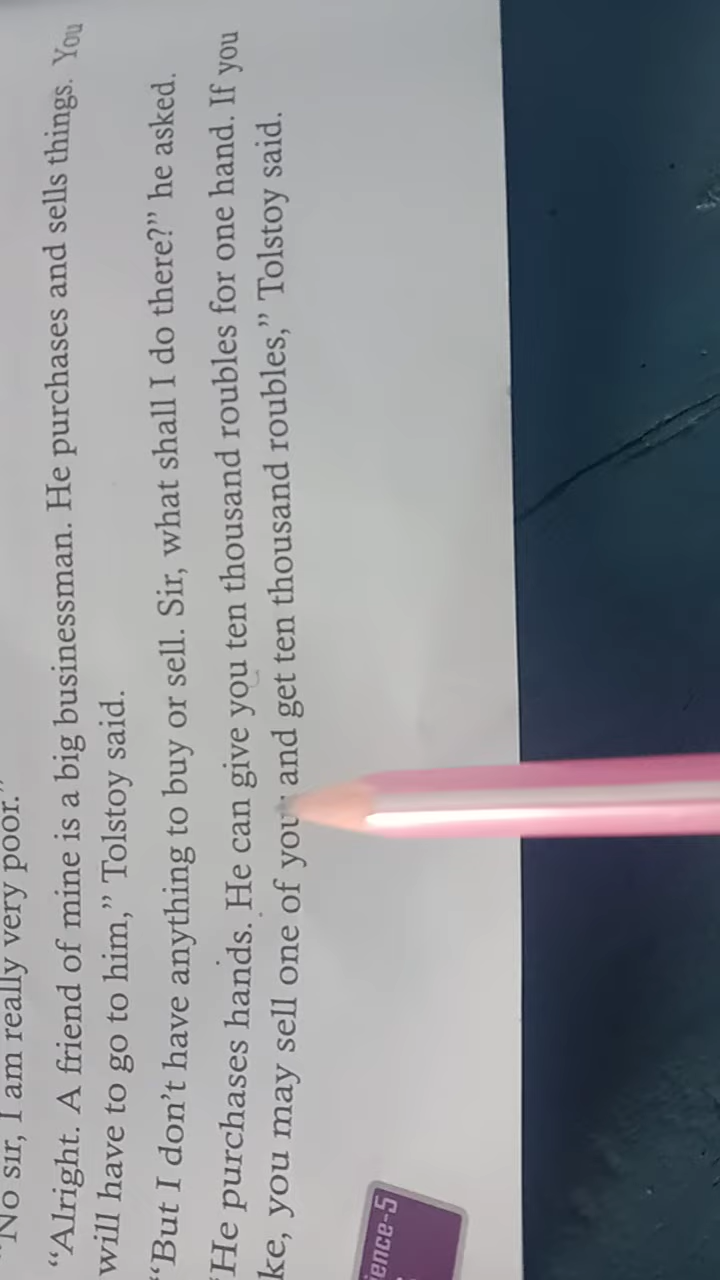 "No sir, I am really very poor."
"Alright. A friend of mine is a big businessman. He purchases and sells things. You
will have to go to him," Tolstoy said.
"But I don't have anything to buy or sell. Sir, what shall I do there?" he asked.
"He purchases hands. He can give you ten thousand roubles for one hand. If you
ke, you may sell one of you and get ten thousand roubles," Tolstoy said.
ience-5